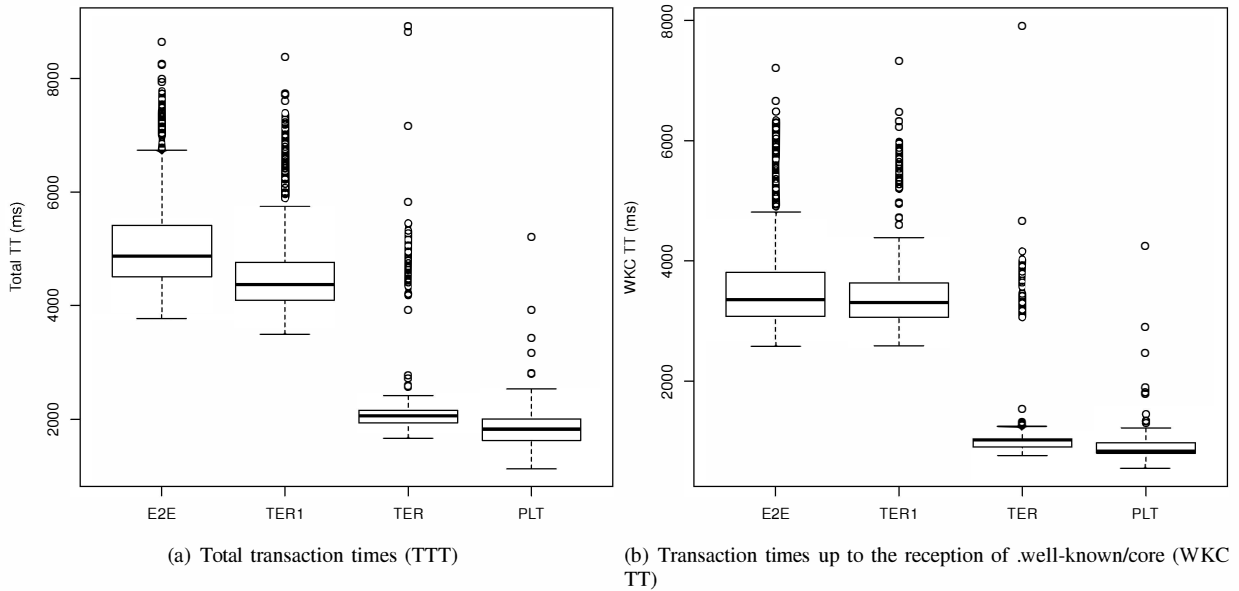 Total TT (ms)
8000
6000
4000
2000
E2E TER1 TER PLT
(a) Total transaction times (TTT)
WKC TT (ms)
8000
6000
4000
2000
E2E TER1 TER PLT
(b) Transaction times up to the reception of .well-known/core (WKC
TT)